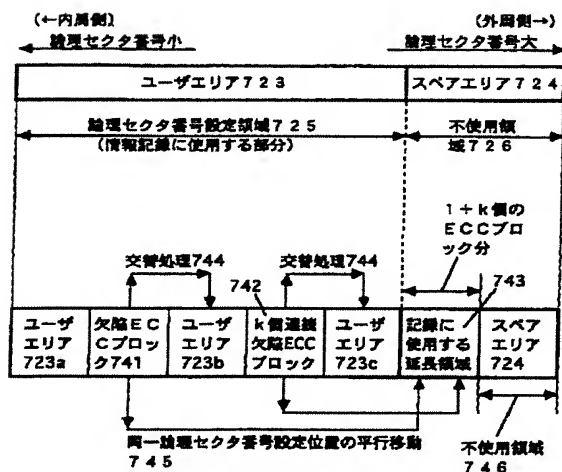 (←内周側)
論理セクタ番号小
(外周側→)
論理セクタ番号大
ユーザエリア723
スペアエリア724
論理セクタ番号設定領域725
(情報記録に使用する部分)
不使用領
域726
1+k個の
ECCブロ
ック分
交替処理744
742
交替処理744
743
ユーザ
エリア
723a
欠陥EC
Cブロッ
ク741
ユーザ
エリア
723b
k個連続
欠陥ECC
ブロック
ユーザ
エリア
723c
記録に
使用する
延長領域
スペア
エリア
724
同一論理セクタ番号設定位置の平行移動
745
不使用領域
746